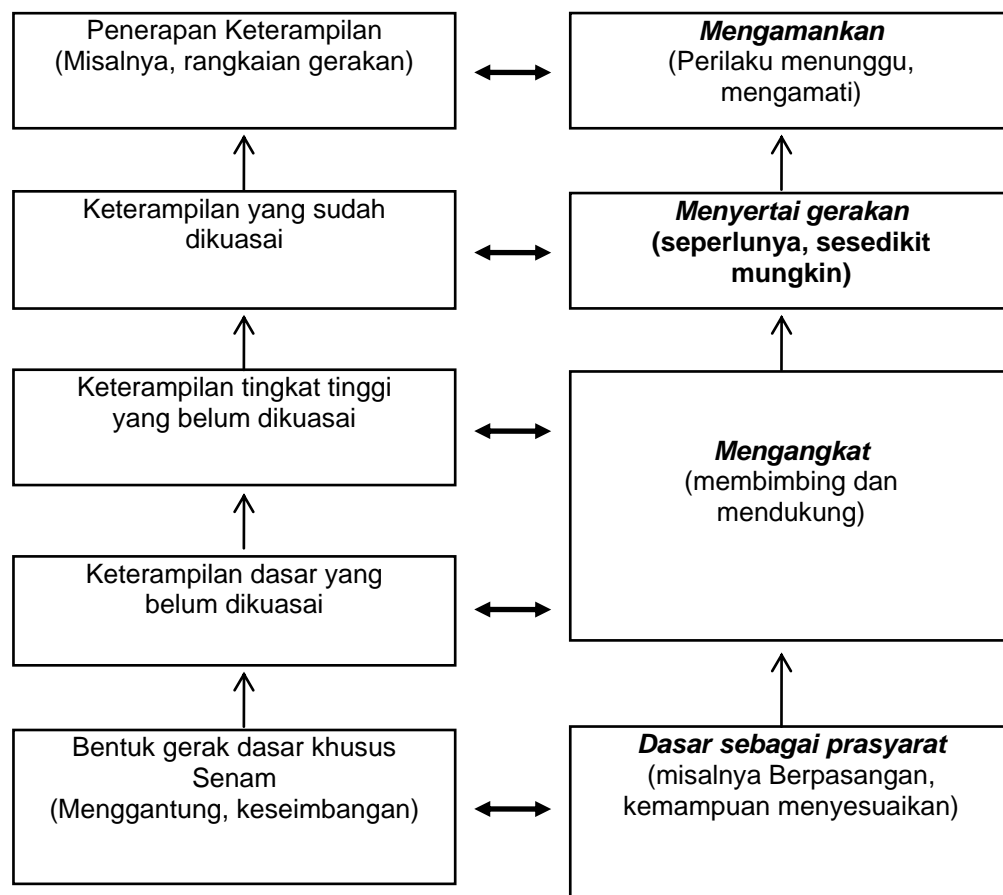 Penerapan Keterampilan
(Misalnya, rangkaian gerakan)
Mengamankan
(Perilaku menunggu,
mengamati)
Keterampilan yang sudah
dikuasai
Menyertai gerakan
(seperlunya, sesedikit
mungkin)
Keterampilan tingkat tinggi
yang belum dikuasai
Mengangkat
(membimbing dan
mendukung)
Keterampilan dasar yang
belum dikuasai
Bentuk gerak dasar khusus
Senam
(Menggantung, keseimbangan)
Dasar sebagai prasyarat
(misalnya Berpasangan,
kemampuan menyesuaikan)